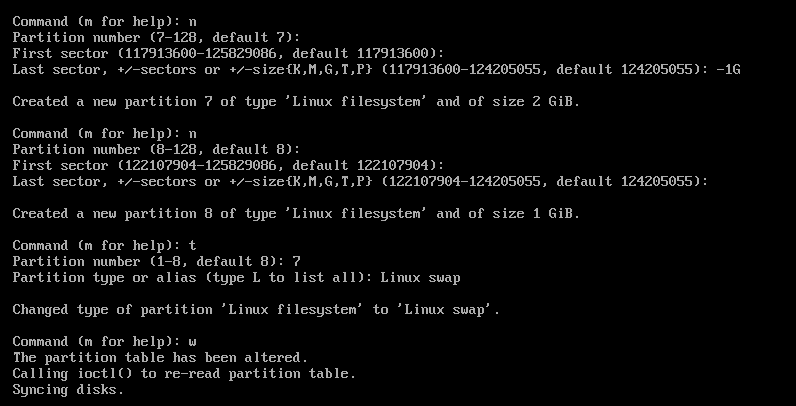 Command (m for help): n
Partition number (7-128, default 7):
First sector (117913600-125829086, default 117913600):
Last sector, +/-sectors or +/-size{K,M,G,T,P} (117913600-124205055, default 124205055): -1G
Created a new partition 7 of type 'Linux filesystem' and of size 2 GiB.
Command (m for help): n
Partition number (8-128, default 8):
First sector (122107904-125829086, default 122107904):
Last sector, +/-sectors or +/-size{K,M,G,T,P} (122107904-124205055, default 124205055):
Created a new partition 8 of type 'Linux filesystem' and of size 1 GiB.
Command (m for help): t
Partition number (1-8, default 8): 7
Partition type or alias (type L to list all): Linux swap
Changed type of partition 'Linux filesystem' to 'Linux swap'.
Command (m for help): w
The partition table has been altered.
Calling ioctl() to re-read partition table.
Syncing disks.